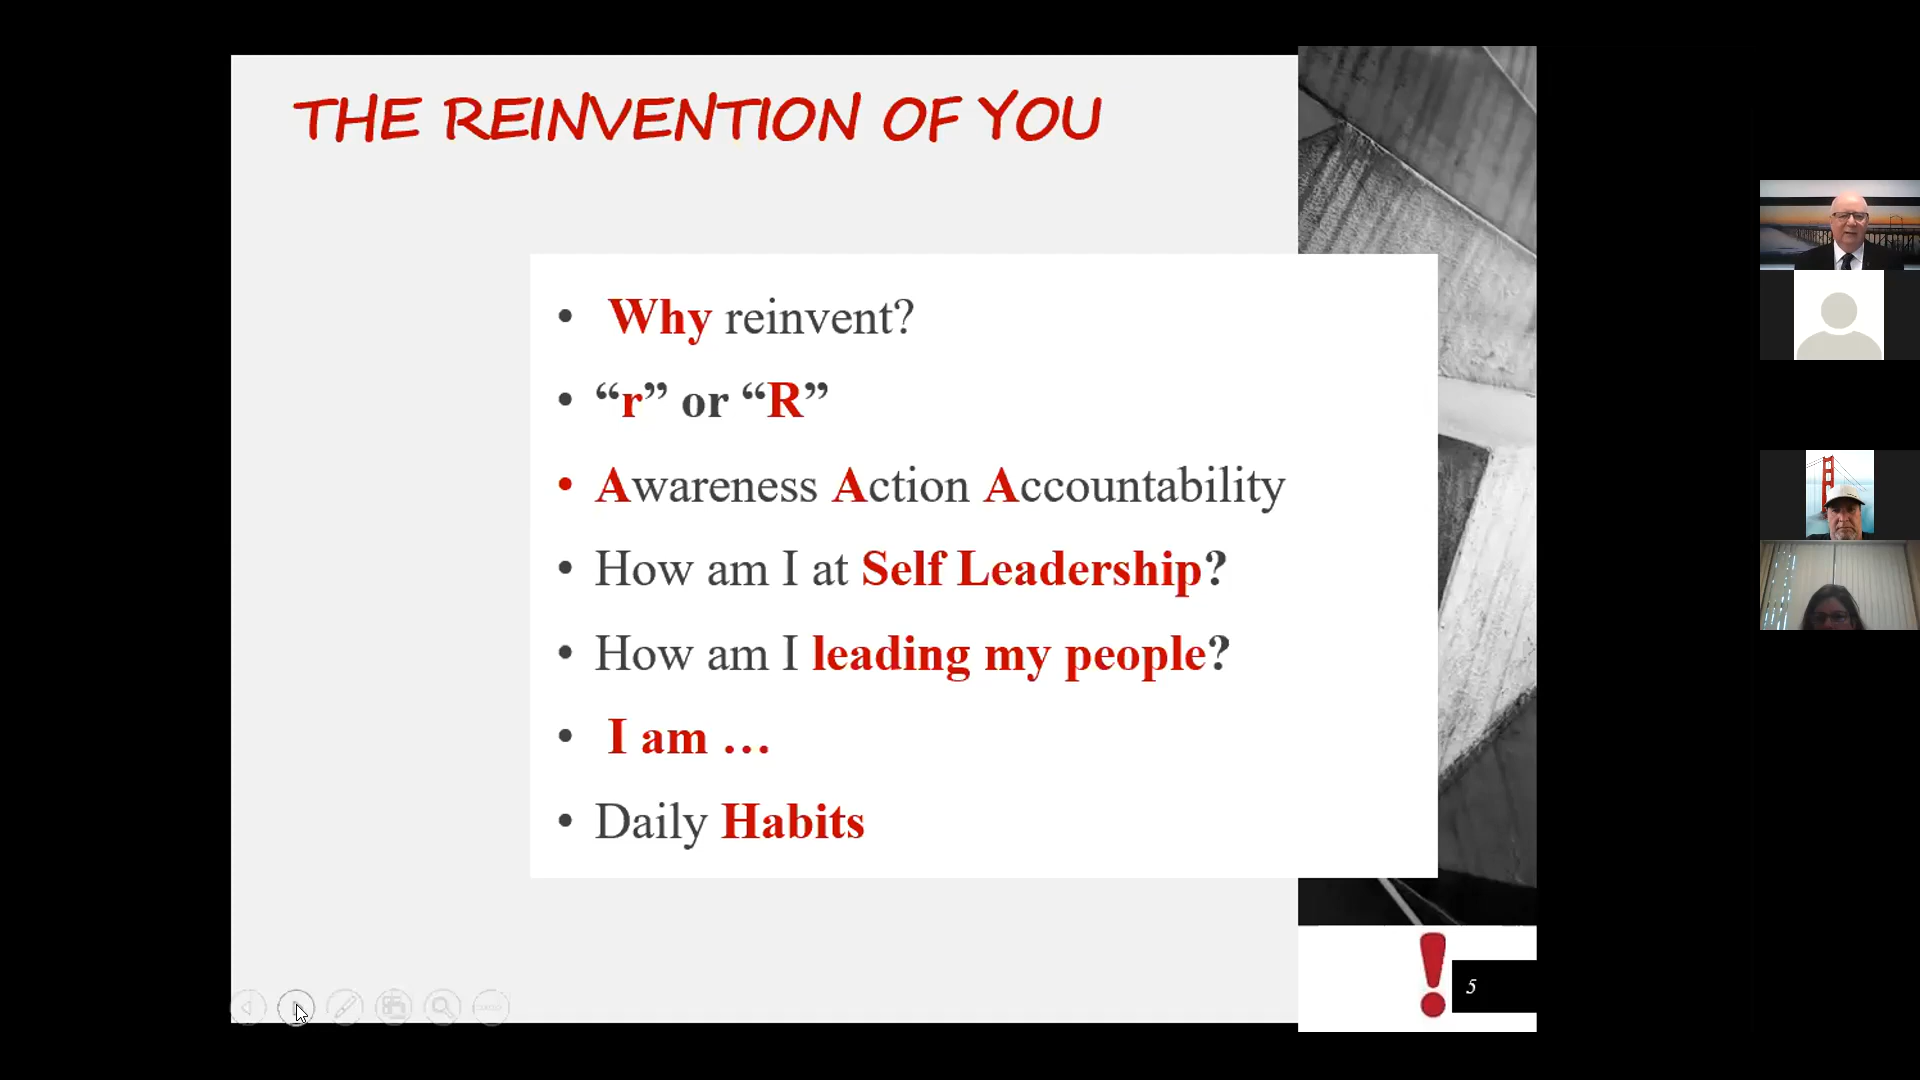 THE REINVENTION OF YOU
• Why reinvent?
• “r” or “R”
• Awareness Action Accountability
• How am I at Self Leadership?
• How am I leading my people?
• I am …
• Daily Habits
5